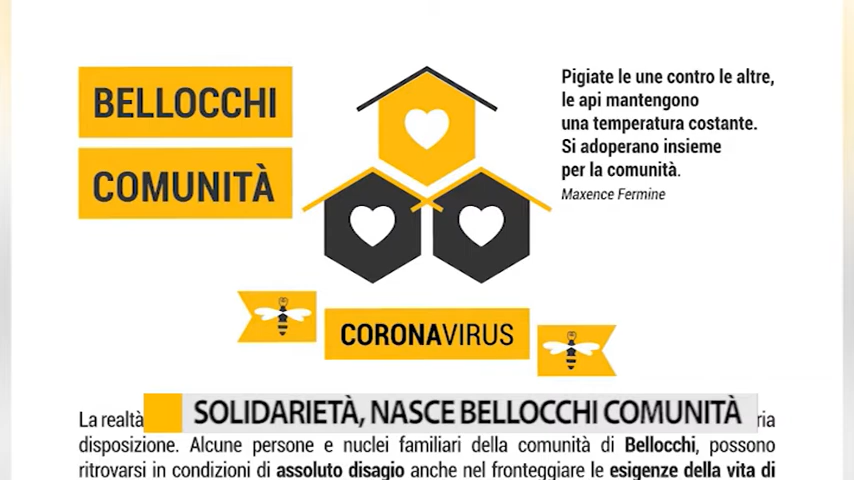 BELLOCCHI
COMUNITÀ
Pigiate le une contro le altre,
le api mantengono
una temperatura costante.
Si adoperano insieme
per la comunità.
Maxence Fermine
CORONAVIRUS
SOLIDARIETÀ, NASCE BELLOCCHI COMUNITÀ
La realtà
disposizione. Alcune persone e nuclei familiari della comunità di Bellocchi, possono
ritrovarsi in condizioni di assoluto disagio anche nel fronteggiare le esigenze della vita di